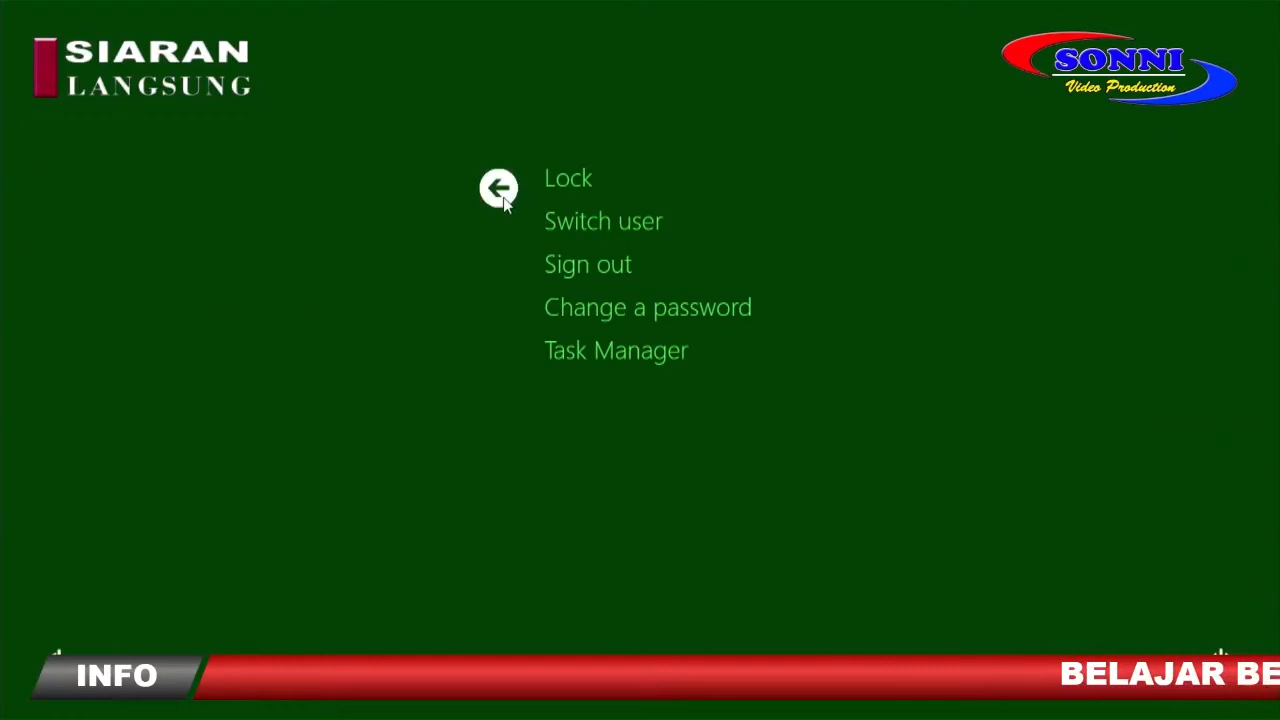 SIARAN
LANGSUNG
SONNI
Video Production
Lock
Switch user
Sign out
Change a password
Task Manager
INFO
BELAJAR BE